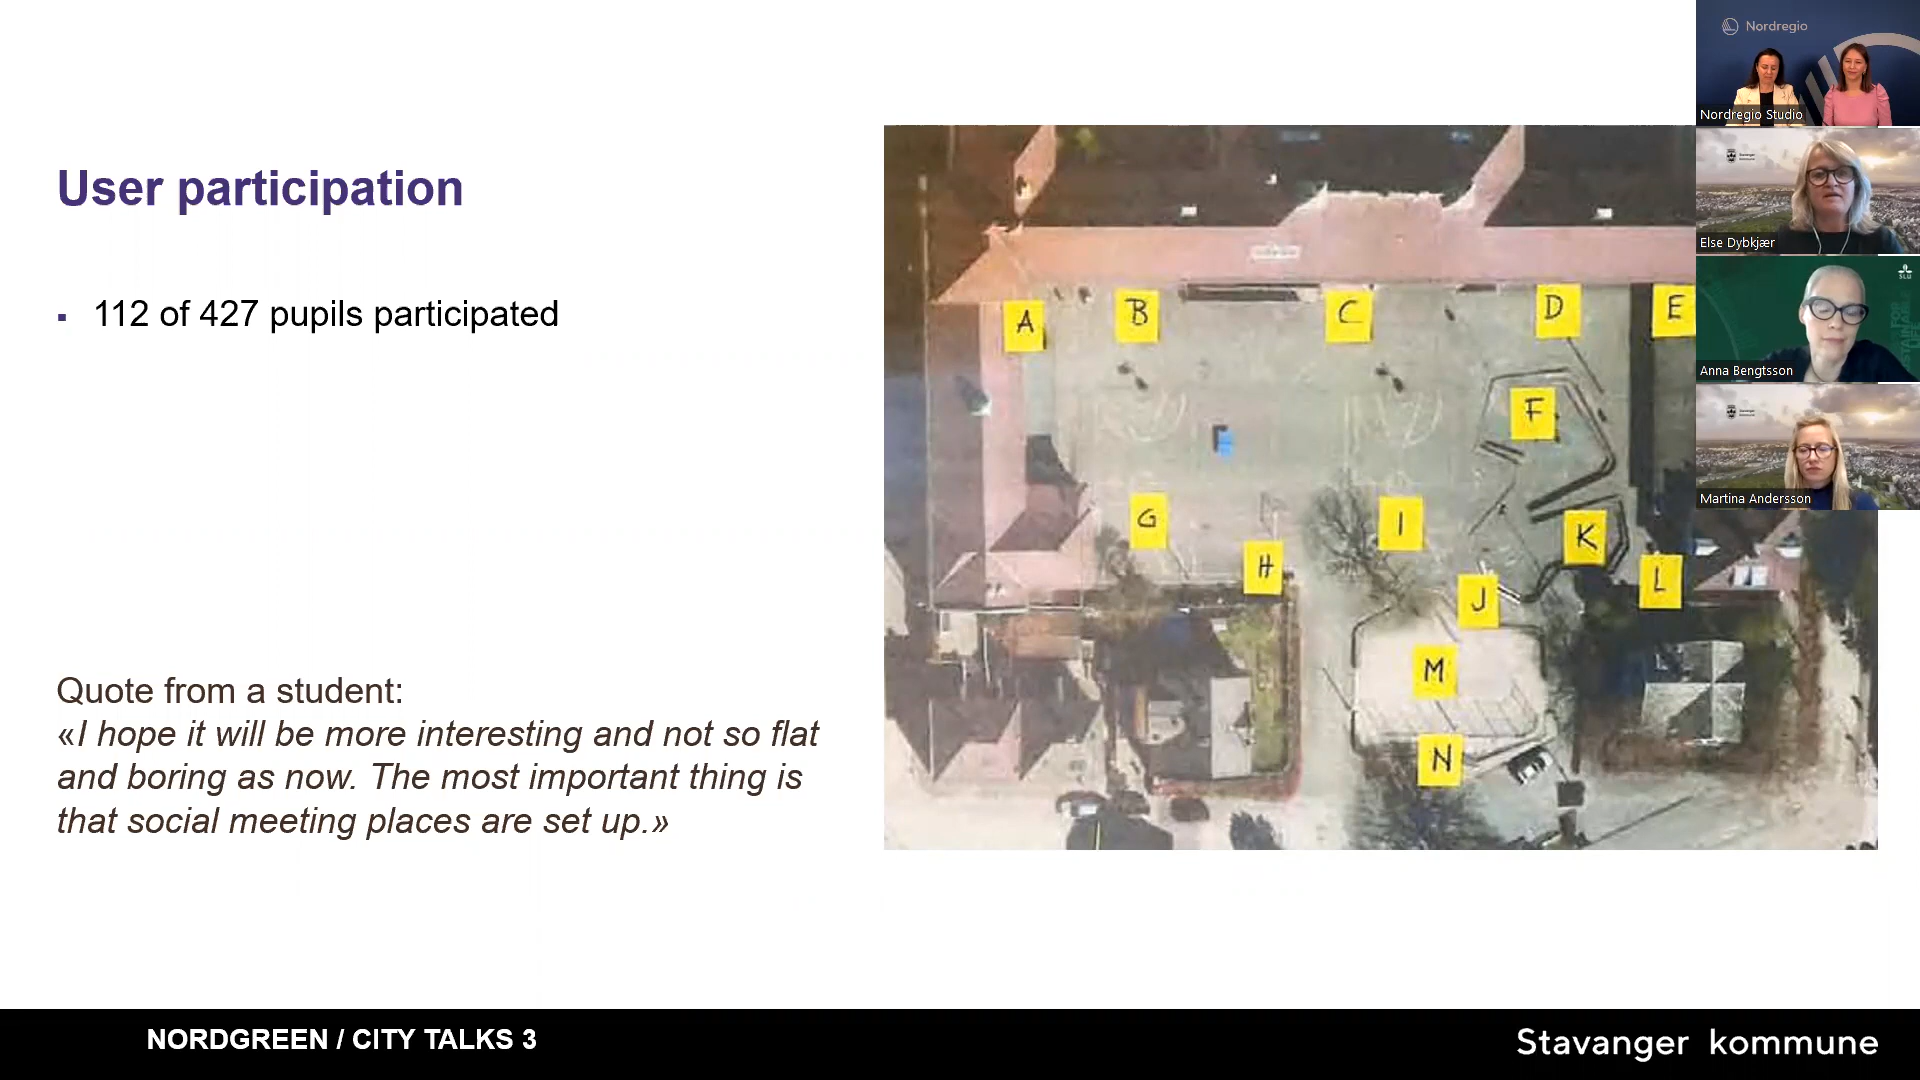 User participation
▪ 112 of 427 pupils participated
Quote from a student:
«I hope it will be more interesting and not so flat
and boring as now. The most important thing is
that social meeting places are set up.»
A
B
C
D
E
F
G
H
I
J
K
L
M
N
Nordregio
Nordregio Studio
Else Dybkjær
SLU
Anna Bengtsson
Martina Andersson
NORDGREEN / CITY TALKS 3
Stavanger kommune